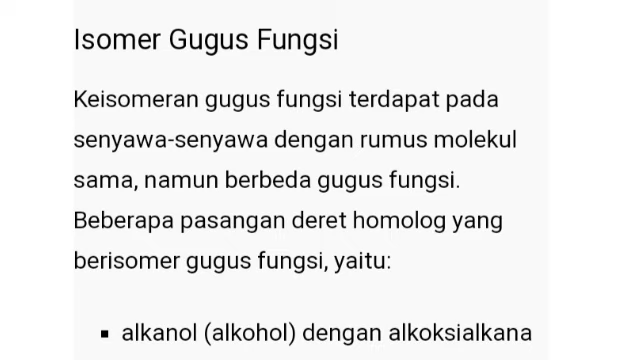 Isomer Gugus Fungsi
Keisomeran gugus fungsi terdapat pada
senyawa-senyawa dengan rumus molekul
sama, namun berbeda gugus fungsi.
Beberapa pasangan deret homolog yang
berisomer gugus fungsi, yaitu:
▪ alkanol (alkohol) dengan alkoksialkana